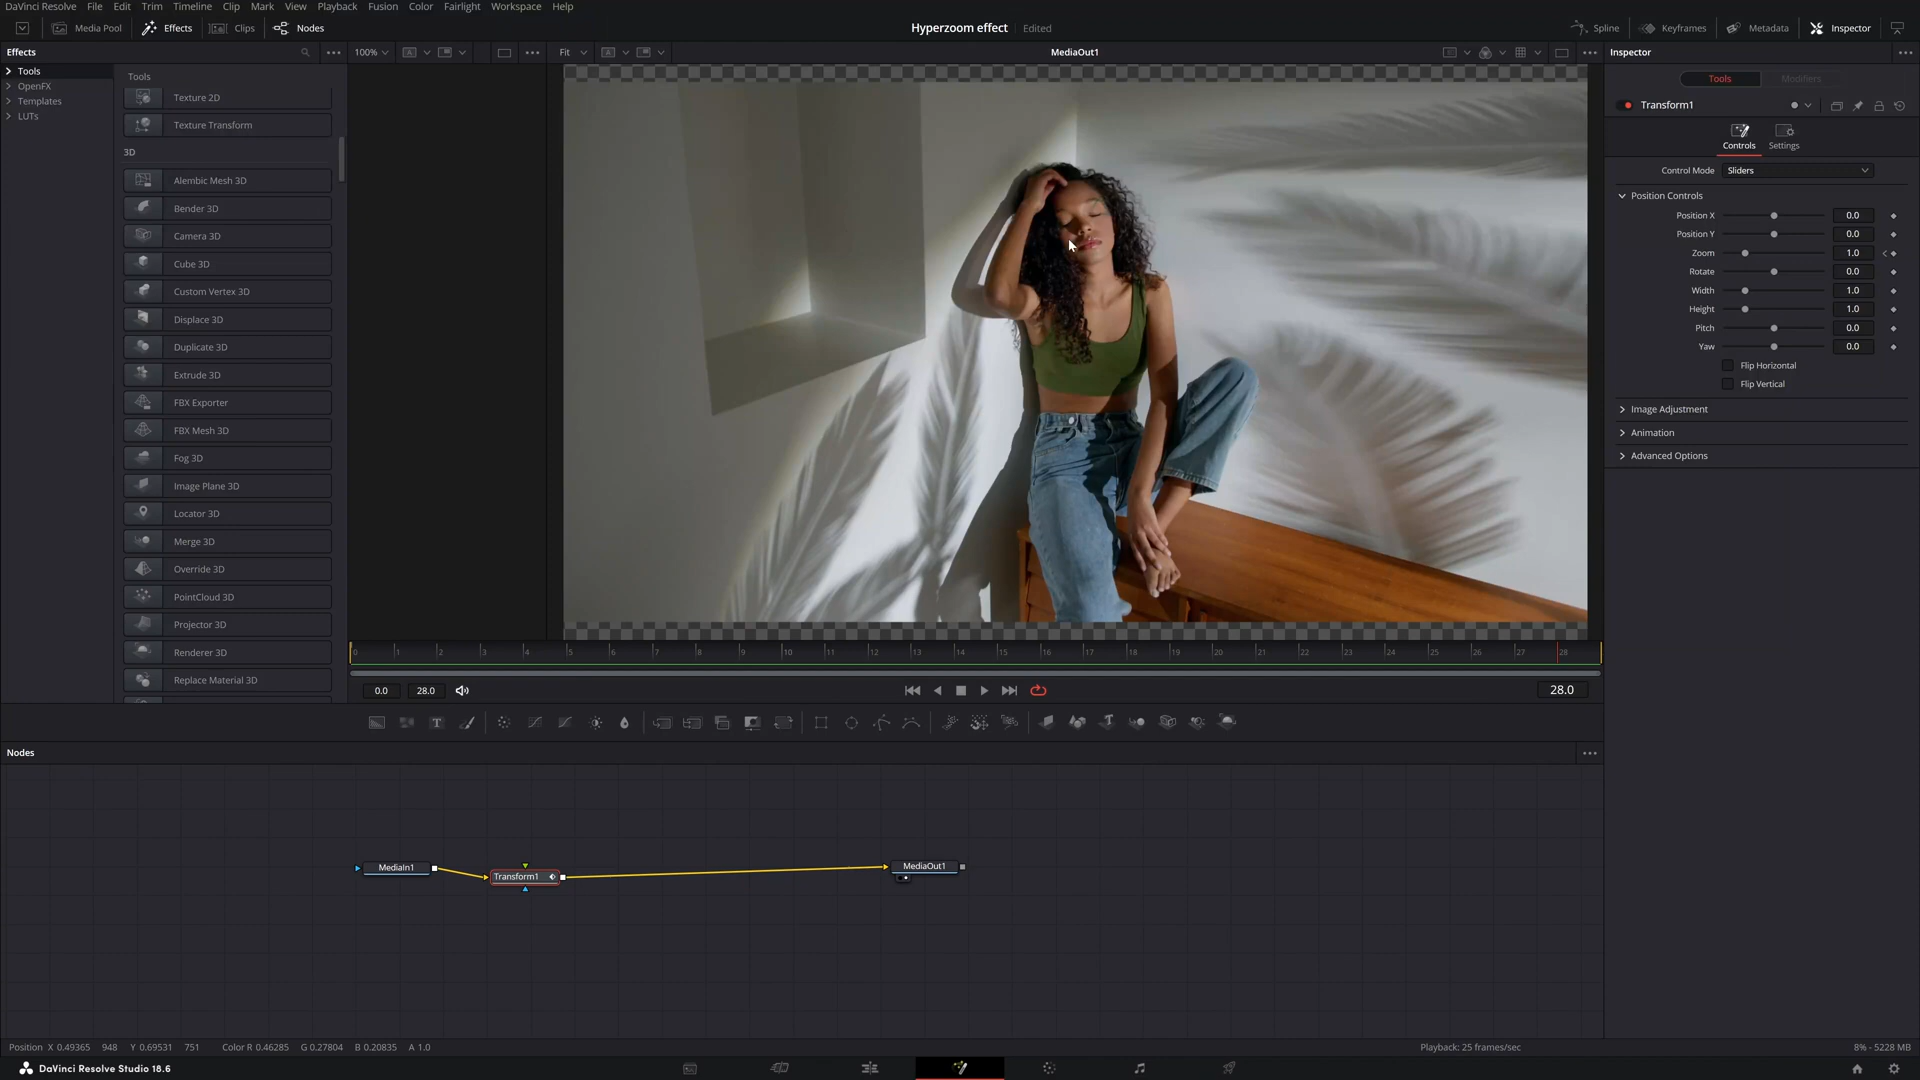 DaVinci Resolve File Edit Trim Timeline Clip Mark View Playback Fusion Color Fairlight Workspace Help
Media Pool Effects Clips Nodes Hyperzoom effect Edited Spline Keyframes Metadata Inspector
Effects 100% Fit MediaOut1 Inspector
Tools
OpenFX
Templates
LUTs
Tools
Texture 2D
Texture Transform
3D
Alembic Mesh 3D
Bender 3D
Camera 3D
Cube 3D
Custom Vertex 3D
Displace 3D
Duplicate 3D
Extrude 3D
FBX Exporter
FBX Mesh 3D
Fog 3D
Image Plane 3D
Locator 3D
Merge 3D
Override 3D
PointCloud 3D
Projector 3D
Renderer 3D
Replace Material 3D
Tools Modifiers
Transform1
Controls Settings
Control Mode Sliders
Position Controls
Position X 0.0
Position Y 0.0
Zoom 1.0
Rotate 0.0
Width 1.0
Height 1.0
Pitch 0.0
Yaw 0.0
Flip Horizontal
Flip Vertical
Image Adjustment
Animation
Advanced Options
0 1 2 3 4 5 6 7 8 9 10 11 12 13 14 15 16 17 18 19 20 21 22 23 24 25 26 27 28
0.0 28.0 28.0
Nodes
MediaIn1 Transform1 MediaOut1
Position X 0.49365 948 Y 0.69531 751 Color R 0.46285 G 0.27804 B 0.20835 A 1.0 Playback: 25 frames/sec 8% - 5228 MB
DaVinci Resolve Studio 18.6